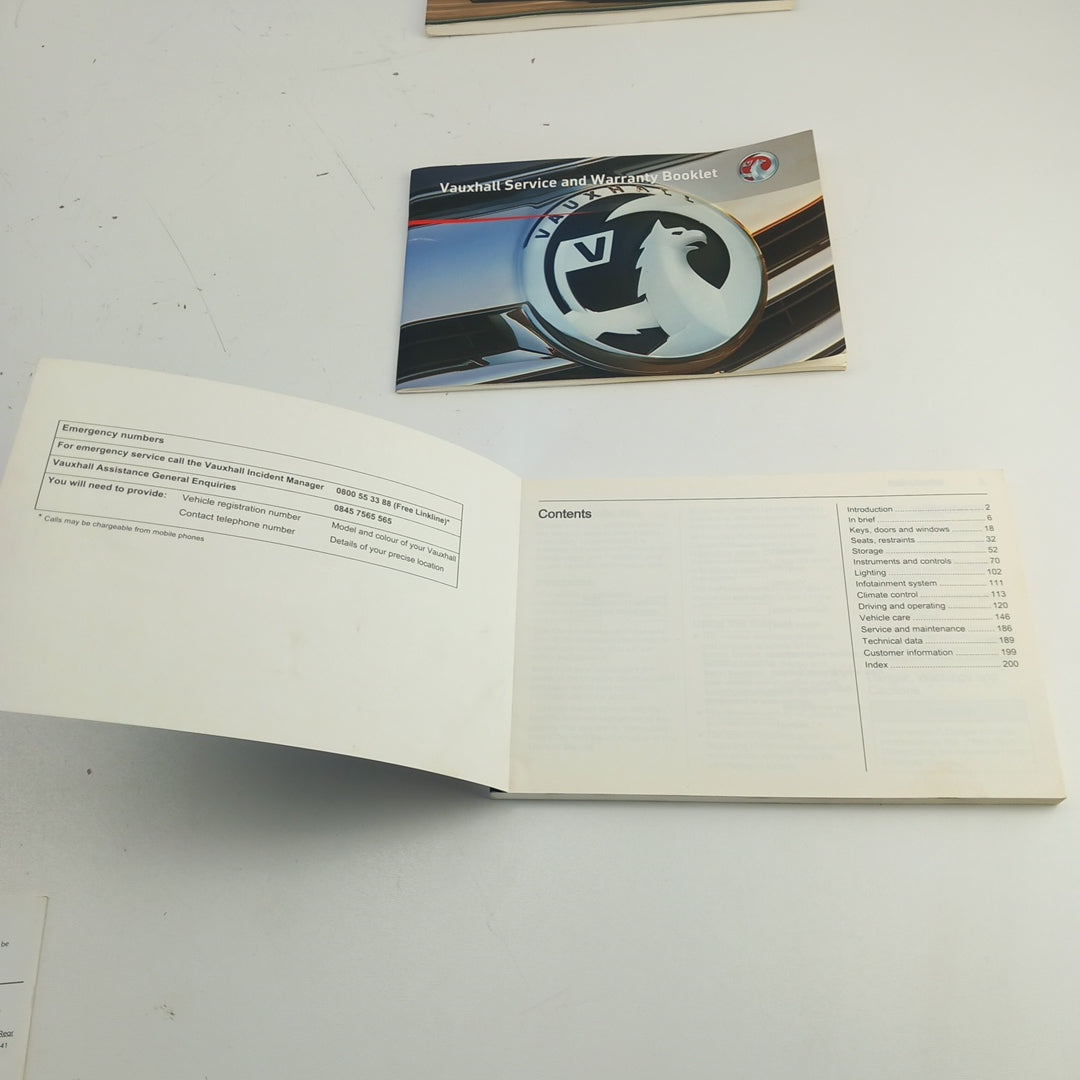 Vauxhall Service and Warranty Booklet
VAUXHALL
V
Emergency numbers
For emergency service call the Vauxhall Incident Manager 0800 55 33 88 (Free Linkline)*
Vauxhall Assistance General Enquiries 0845 7565 565
You will need to provide: Vehicle registration number Model and colour of your Vauxhall
Contact telephone number Details of your precise location
* Calls may be chargeable from mobile phones
Contents
Introduction ........ 2
In brief ........ 6
Keys, doors and windows ........ 18
Seats, restraints ........ 32
Storage ........ 52
Instruments and controls ........ 70
Lighting ........ 102
Infotainment system ........ 111
Climate control ........ 113
Driving and operating ........ 120
Vehicle care ........ 146
Service and maintenance ........ 186
Technical data ........ 189
Customer information ........ 199
Index ........ 200
be
Rear
41